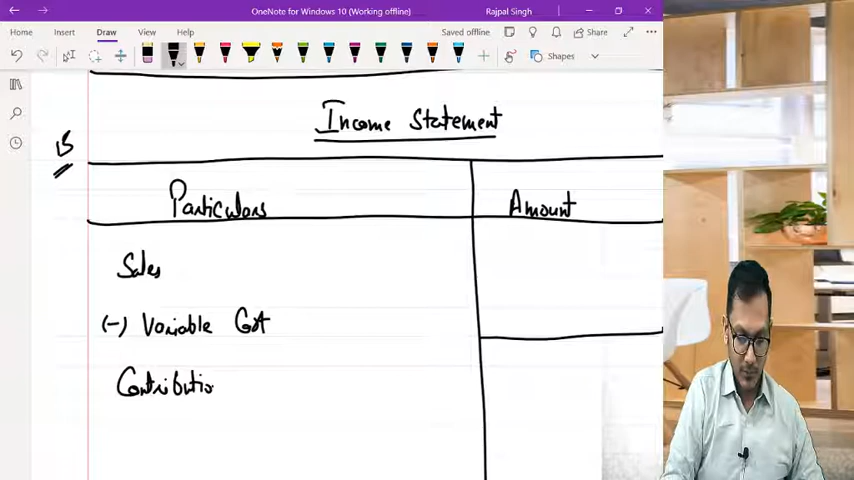 OneNote for Windows 10 (Working offline)
Rajpal Singh
Home Insert Draw View Help
Saved offline
Share
Shapes
Income Statement
Particulars Amount
Sales
(-) Variable Cost
Contributio